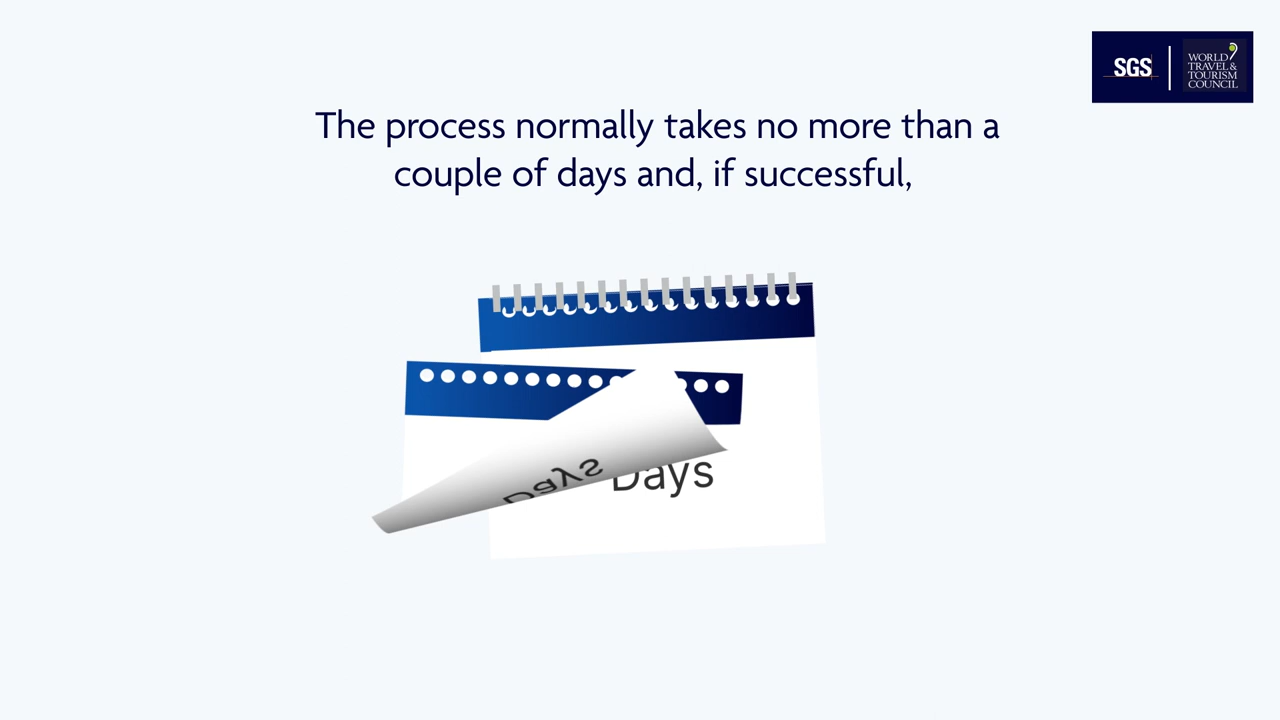 SGS
WORLD
TRAVEL &
TOURISM
COUNCIL
The process normally takes no more than a
couple of days and, if successful,
Days
Days